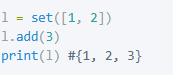 l = set([1, 2])
l.add(3)
print(l) #{1, 2, 3}